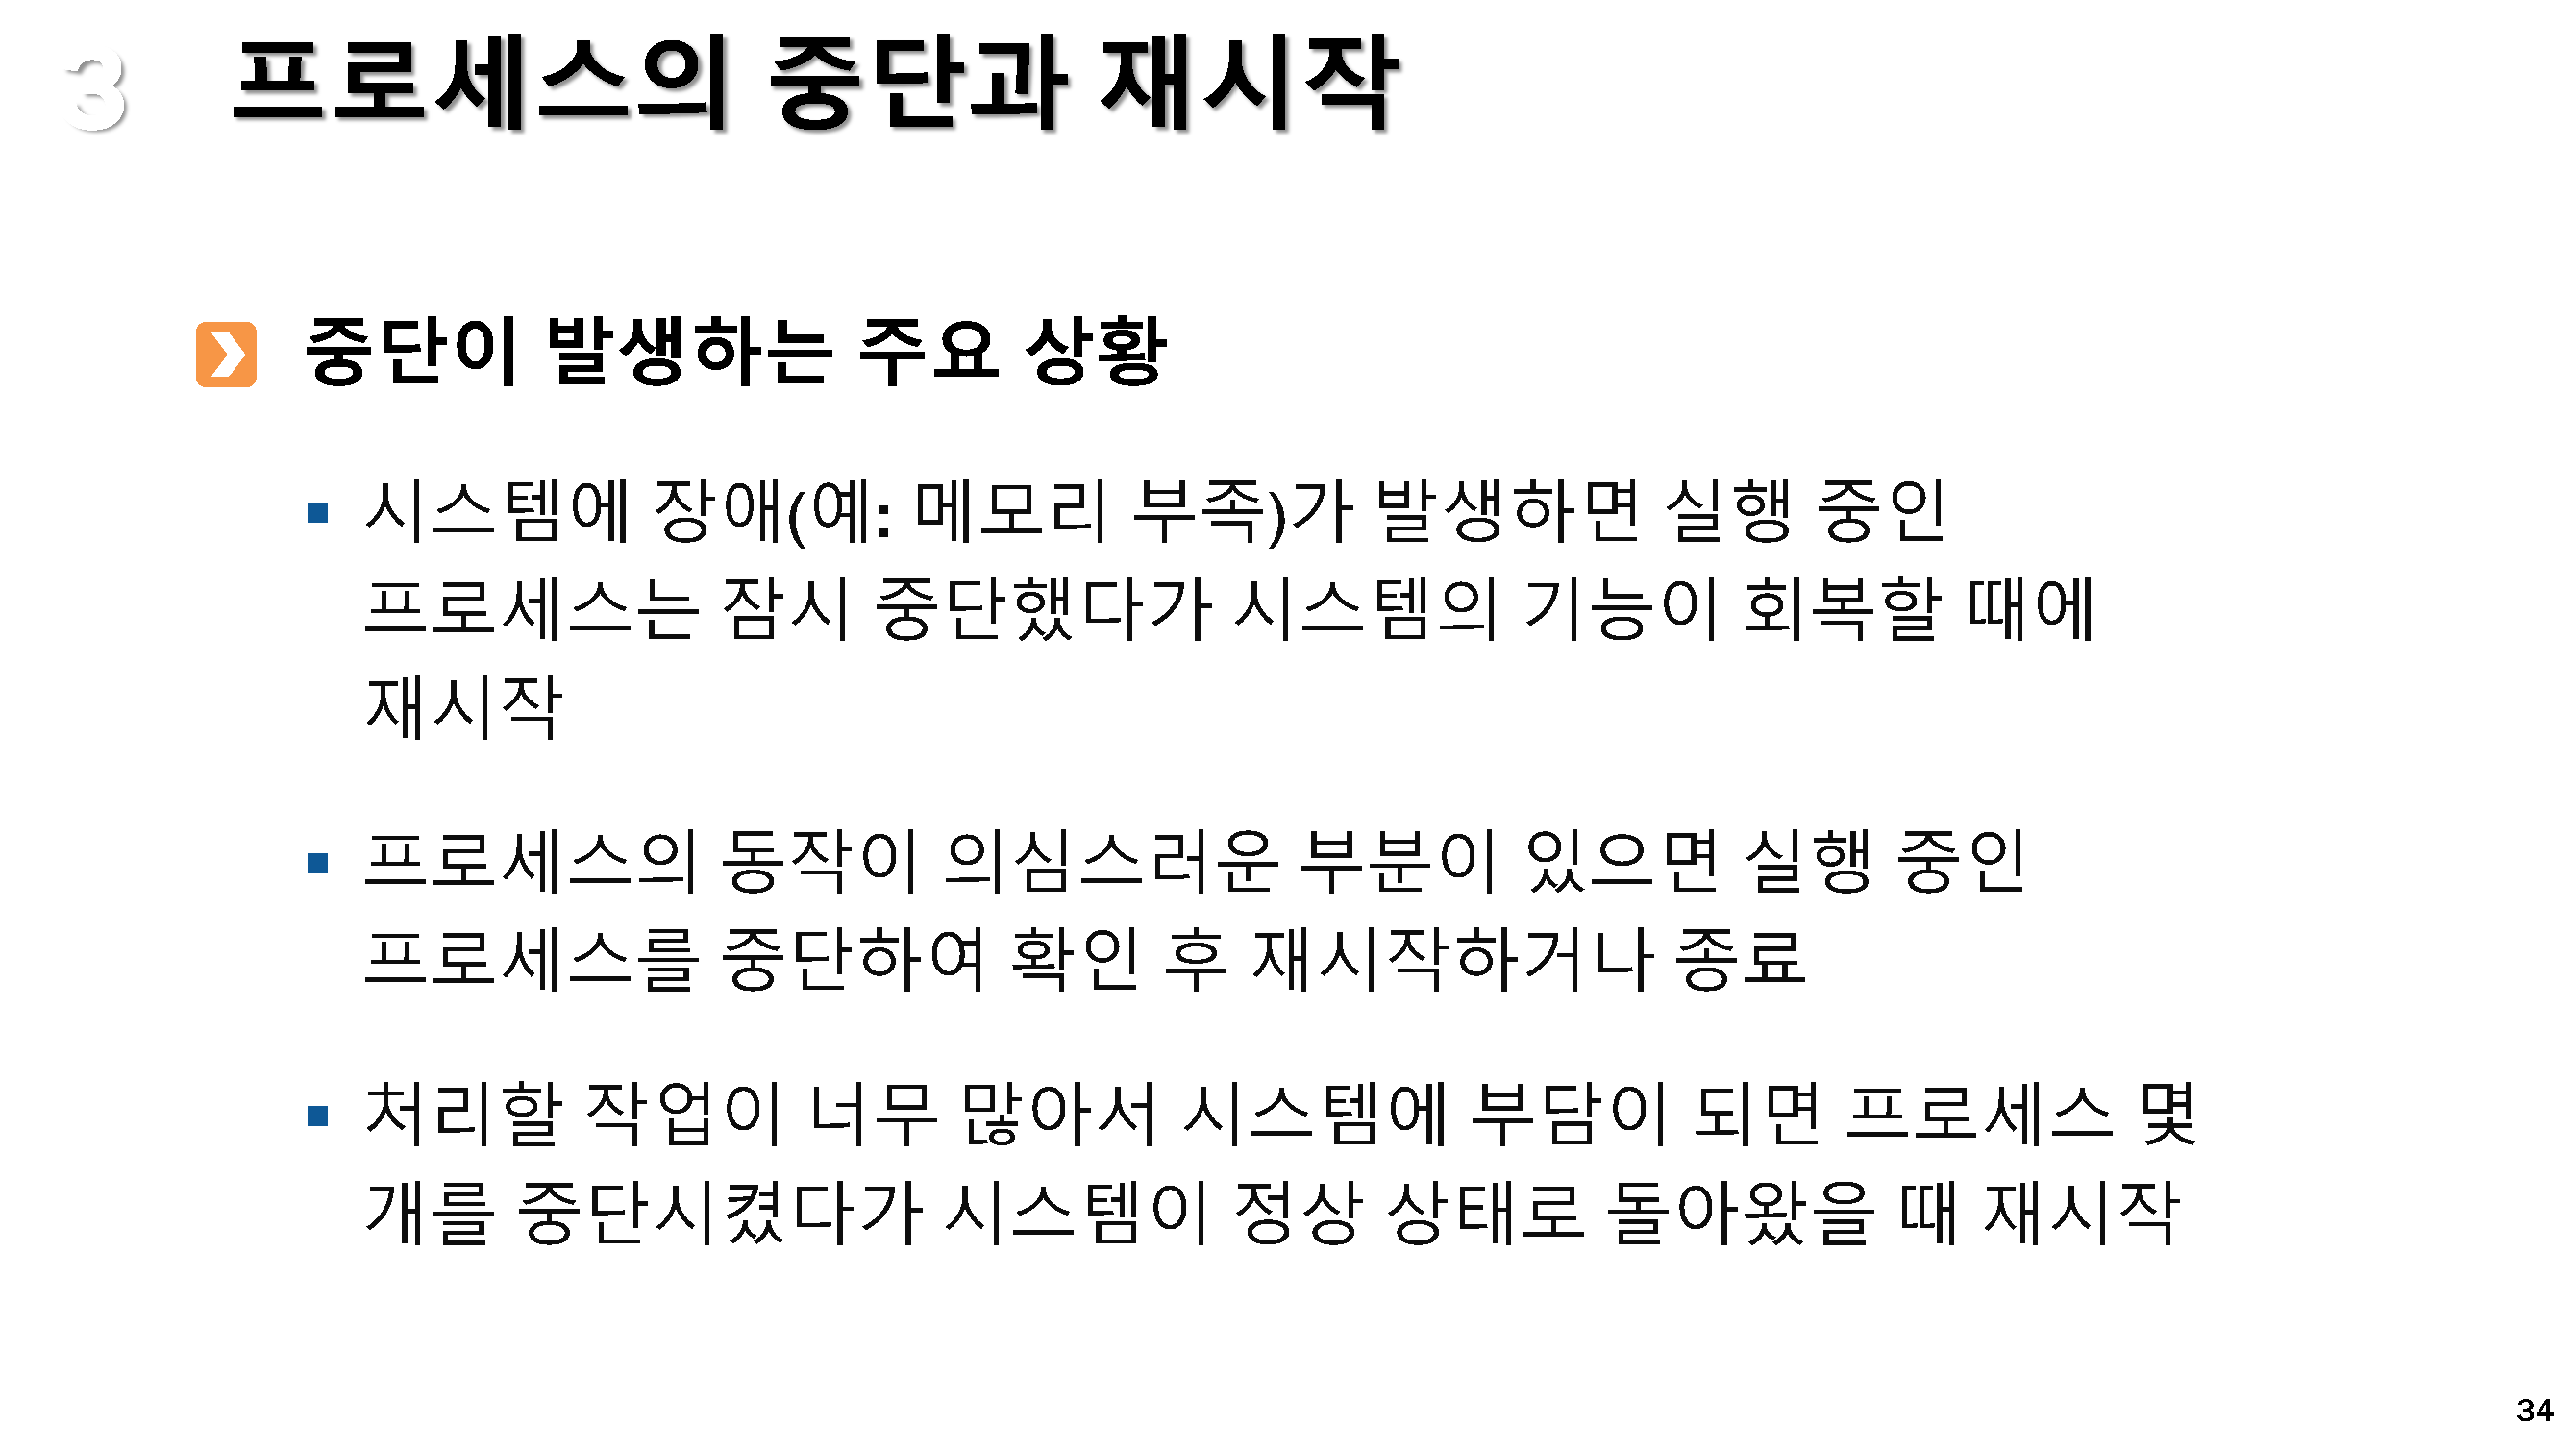 3 프로세스의 중단과 재시작
중단이 발생하는 주요 상황
▪ 시스템에 장애(예: 메모리 부족)가 발생하면 실행 중인
프로세스는 잠시 중단했다가 시스템의 기능이 회복할 때에
재시작
▪ 프로세스의 동작이 의심스러운 부분이 있으면 실행 중인
프로세스를 중단하여 확인 후 재시작하거나 종료
▪ 처리할 작업이 너무 많아서 시스템에 부담이 되면 프로세스 몇
개를 중단시켰다가 시스템이 정상 상태로 돌아왔을 때 재시작
34